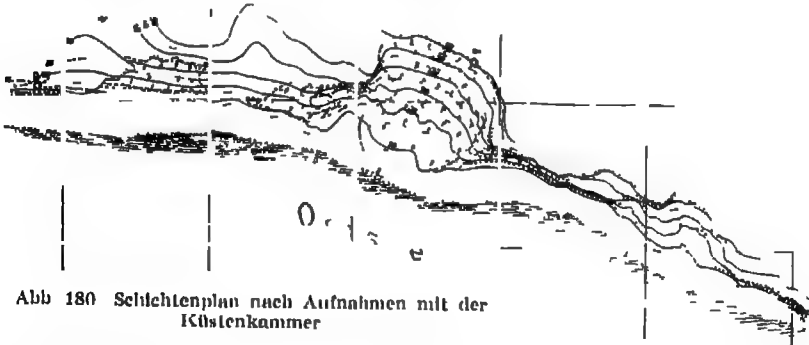 Abb 180 Schichtenplan nach Aufnahmen mit der
Küstenkammer